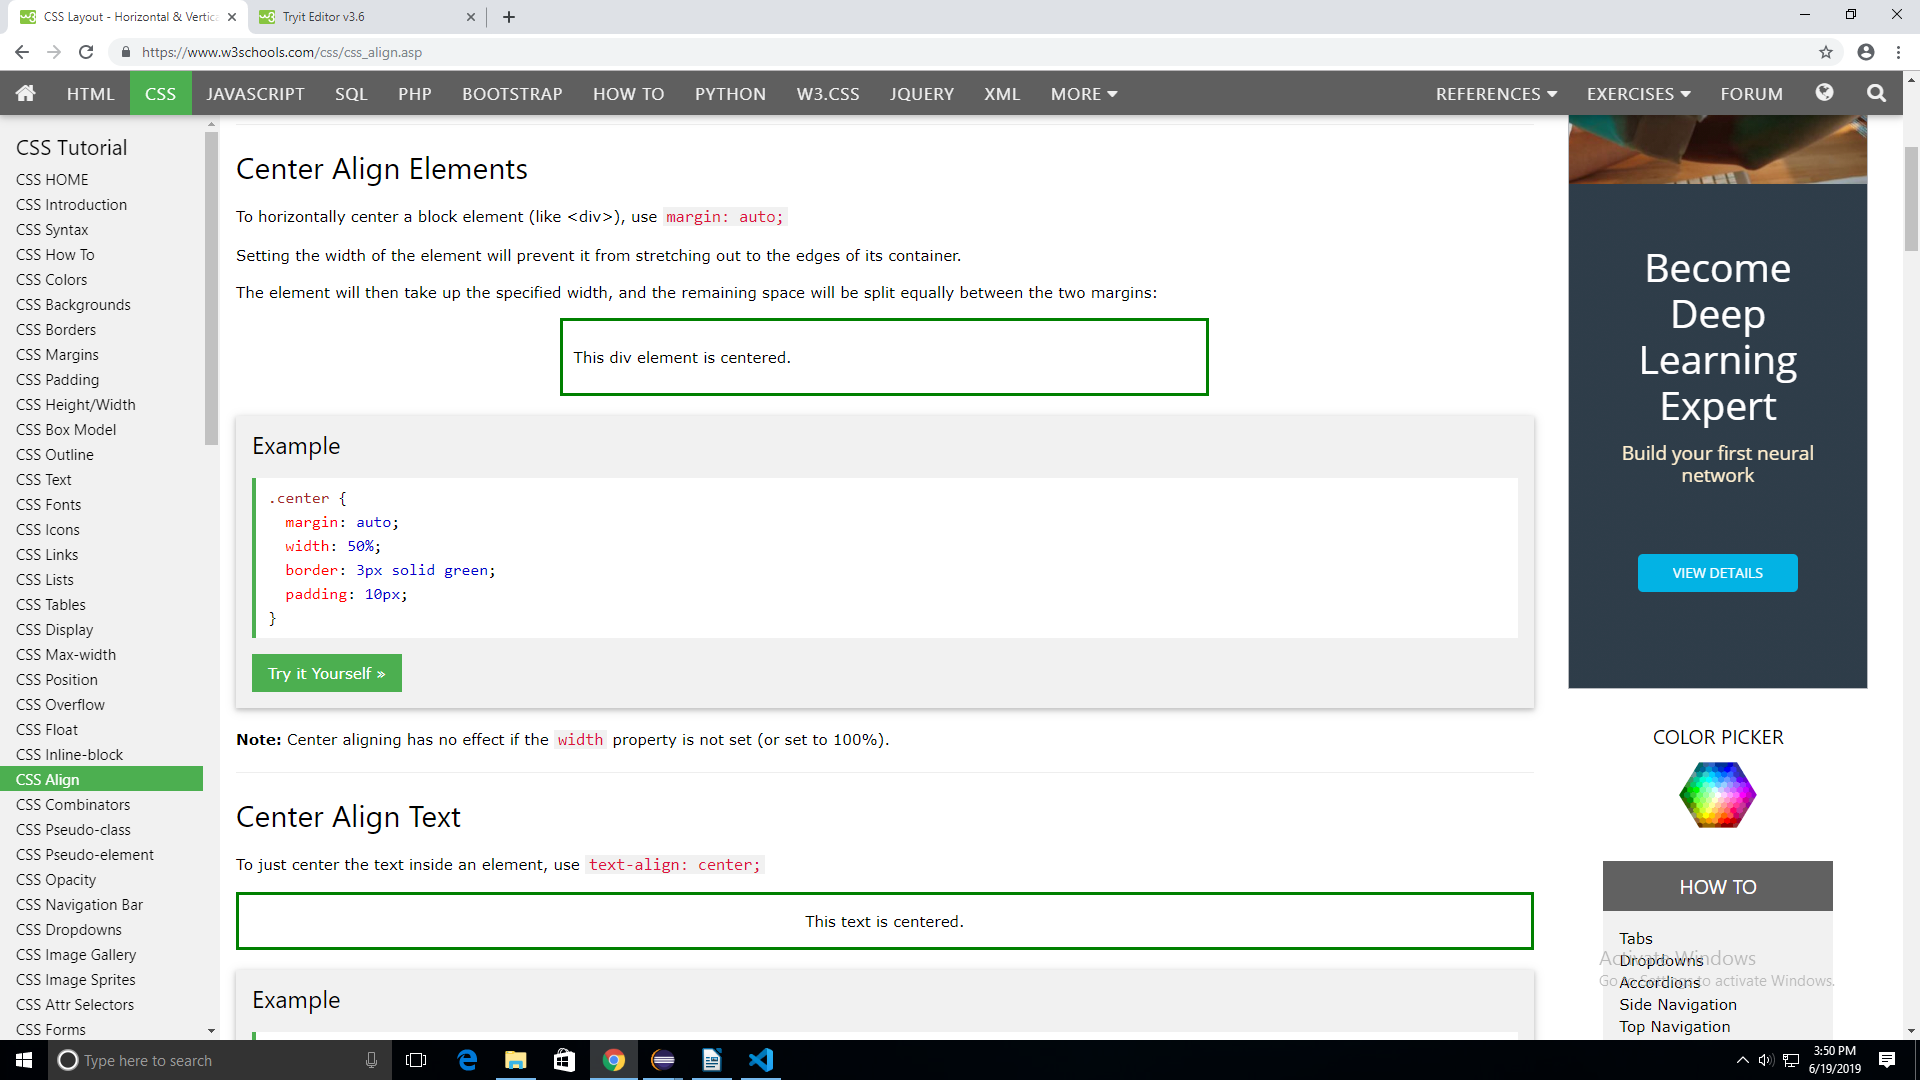 CSS Layout - Horizontal & Vertica
Tryit Editor v3.6
https://www.w3schools.com/css/css_align.asp
HTML
CSS
JAVASCRIPT
SQL
PHP
BOOTSTRAP
HOW TO
PYTHON
W3.CSS
JQUERY
XML
MORE
REFERENCES
EXERCISES
FORUM
CSS Tutorial
CSS HOME
CSS Introduction
CSS Syntax
CSS How To
CSS Colors
CSS Backgrounds
CSS Borders
CSS Margins
CSS Padding
CSS Height/Width
CSS Box Model
CSS Outline
CSS Text
CSS Fonts
CSS Icons
CSS Links
CSS Lists
CSS Tables
CSS Display
CSS Max-width
CSS Position
CSS Overflow
CSS Float
CSS Inline-block
CSS Align
CSS Combinators
CSS Pseudo-class
CSS Pseudo-element
CSS Opacity
CSS Navigation Bar
CSS Dropdowns
CSS Image Gallery
CSS Image Sprites
CSS Attr Selectors
CSS Forms
Center Align Elements
To horizontally center a block element (like <div>), use margin: auto;
Setting the width of the element will prevent it from stretching out to the edges of its container.
The element will then take up the specified width, and the remaining space will be split equally between the two margins:
This div element is centered.
Example
.center {
margin: auto;
width: 50%;
border: 3px solid green;
padding: 10px;
}
Try it Yourself »
Note: Center aligning has no effect if the width property is not set (or set to 100%).
Center Align Text
To just center the text inside an element, use text-align: center;
This text is centered.
Example
Become
Deep
Learning
Expert
Build your first neural
network
VIEW DETAILS
COLOR PICKER
HOW TO
Tabs
Dropdowns
Accordions
Side Navigation
Top Navigation
Activate Windows
Go to Settings to activate Windows.
Type here to search
3:50 PM
6/19/2019